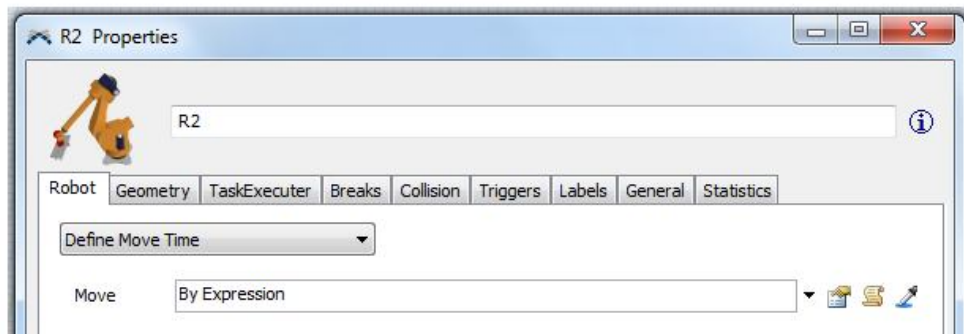 R2 Properties
R2
Robot Geometry TaskExecuter Breaks Collision Triggers Labels General Statistics
Define Move Time
Move By Expression